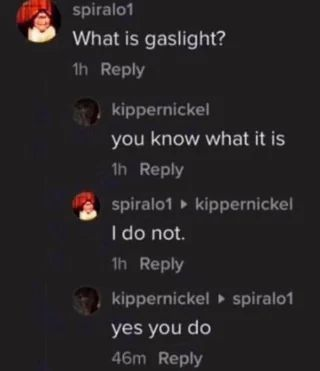 spiralo1
What is gaslight?
1h Reply
kippernickel
you know what it is
1h Reply
spiralo1 ▸ kippernickel
I do not.
1h Reply
kippernickel ▸ spiralo1
yes you do
46m Reply